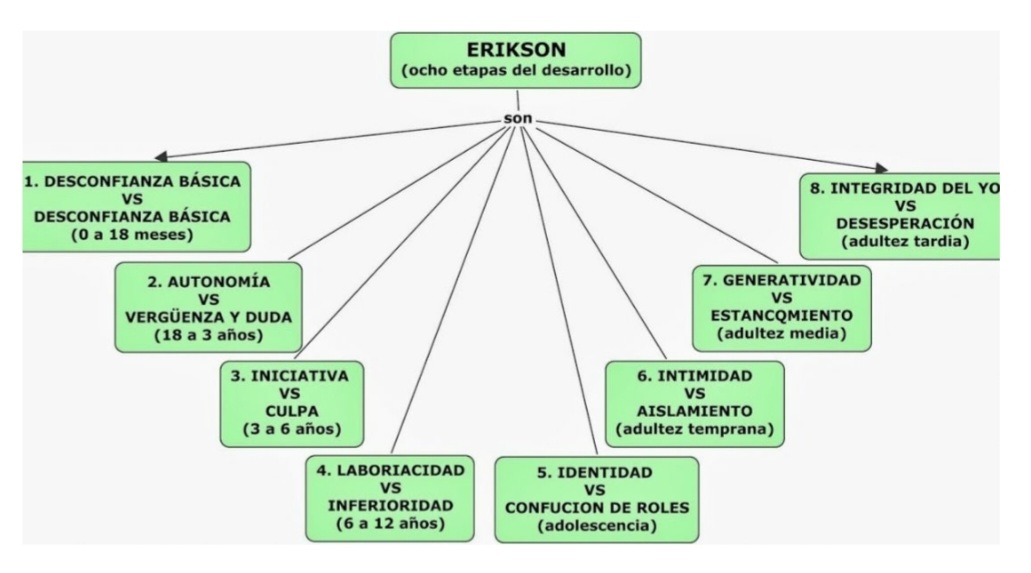 ERIKSON
(ocho etapas del desarrollo)
son
1. DESCONFIANZA BÁSICA
VS
DESCONFIANZA BÁSICA
(0 a 18 meses)
2. AUTONOMÍA
VS
VERGÜENZA Y DUDA
(18 a 3 años)
3. INICIATIVA
VS
CULPA
(3 a 6 años)
4. LABORIACIDAD
VS
INFERIORIDAD
(6 a 12 años)
5. IDENTIDAD
VS
CONFUCION DE ROLES
(adolescencia)
6. INTIMIDAD
VS
AISLAMIENTO
(adultez temprana)
7. GENERATIVIDAD
VS
ESTANCQMIENTO
(adultez media)
8. INTEGRIDAD DEL YO
VS
DESESPERACIÓN
(adultez tardia)